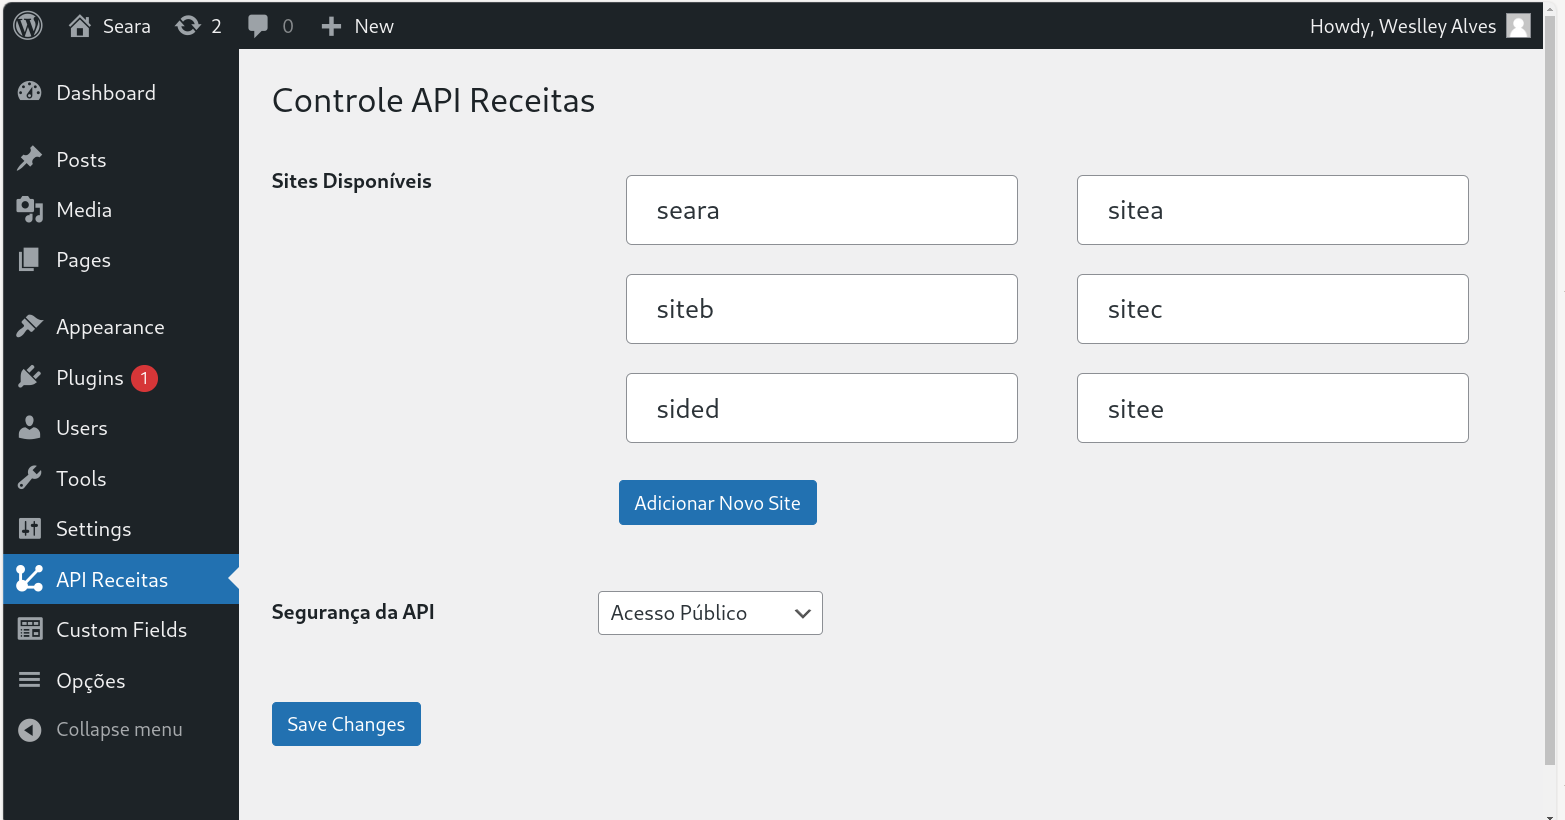 Seara 2 0 New Howdy, Weslley Alves
Dashboard
Posts
Media
Pages
Appearance
Plugins 1
Users
Tools
Settings
API Receitas
Custom Fields
Opções
Collapse menu
Controle API Receitas
Sites Disponíveis
seara sitea
siteb sitec
sided sitee
Adicionar Novo Site
Segurança da API Acesso Público
Save Changes